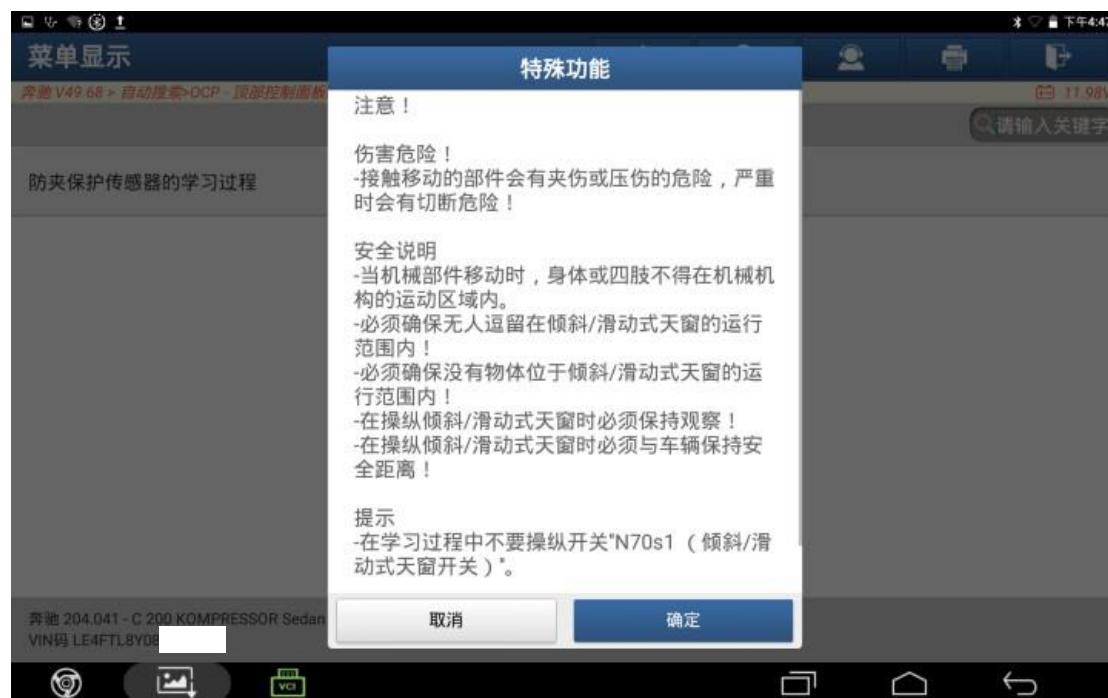 下午4:47
菜单显示
特殊功能
奔驰 V49.68 > 自动搜索>OCP - 顶部控制面板
11.98V
请输入关键字
防夹保护传感器的学习过程
注意！
伤害危险！
-接触移动的部件会有夹伤或压伤的危险，严重
时会有切断危险！
安全说明
-当机械部件移动时，身体或四肢不得在机械机
构的运动区域内。
-必须确保无人逗留在倾斜/滑动式天窗的运行
范围内！
-必须确保没有物体位于倾斜/滑动式天窗的运
行范围内！
-在操纵倾斜/滑动式天窗时必须保持观察！
-在操纵倾斜/滑动式天窗时必须与车辆保持安
全距离！
提示
-在学习过程中不要操纵开关"N70s1 （倾斜/滑
动式天窗开关）"。
取消
确定
奔驰 204.041 - C 200 KOMPRESSOR Sedan
VIN码 LE4FTL8Y08
VCI